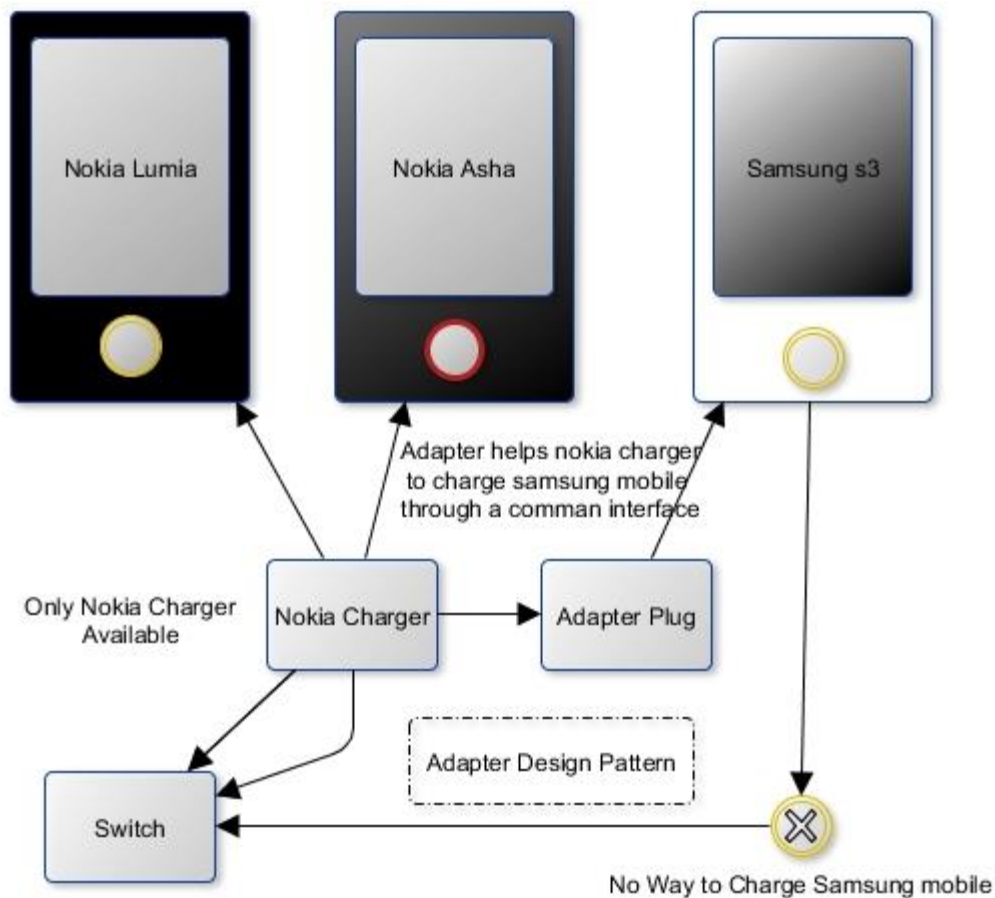 Nokia Lumia
Nokia Asha
Samsung s3
Adapter helps nokia charger
to charge samsung mobile
through a comman interface
Only Nokia Charger
Available
Nokia Charger
Adapter Plug
Adapter Design Pattern
Switch
No Way to Charge Samsung mobile